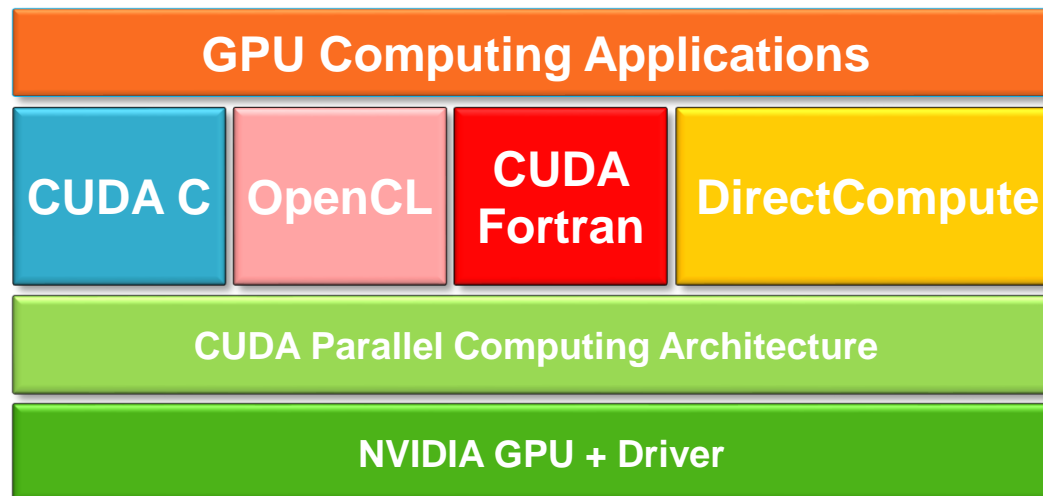 GPU Computing Applications
CUDA C
OpenCL
CUDA
Fortran
DirectCompute
CUDA Parallel Computing Architecture
NVIDIA GPU + Driver